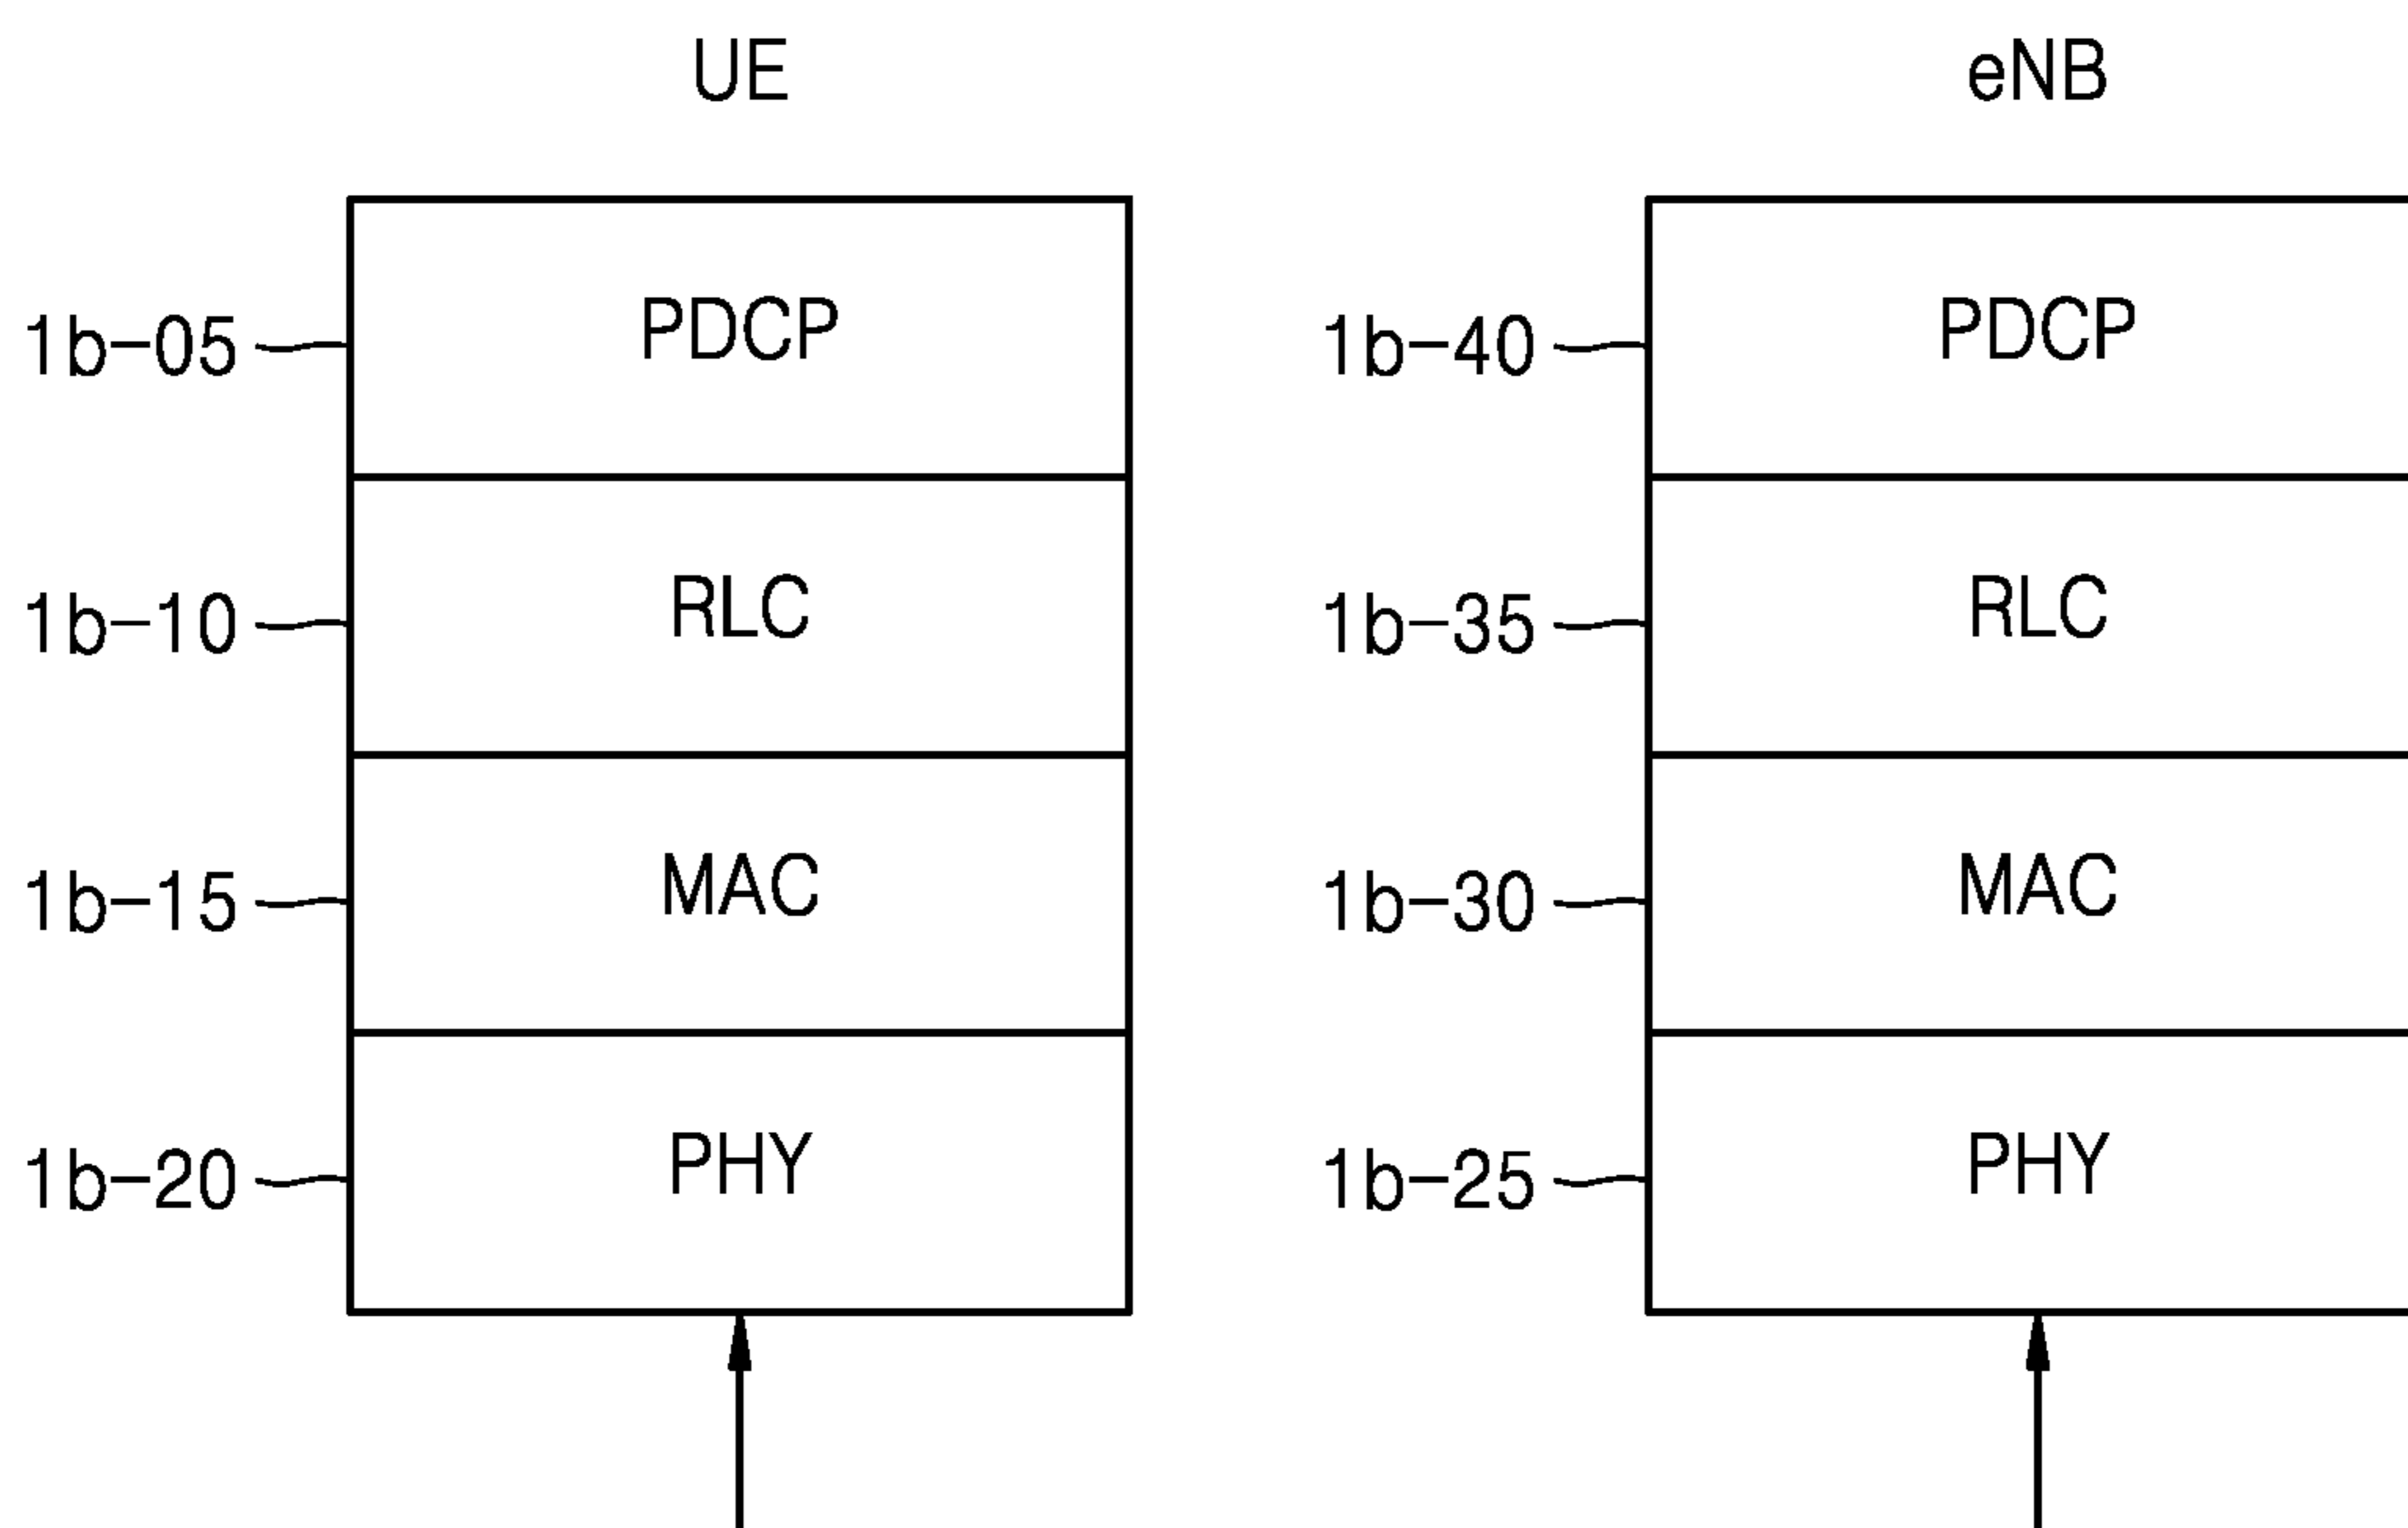 UE
eNB
1b-05
PDCP
1b-40
PDCP
1b-10
RLC
1b-35
RLC
1b-15
MAC
1b-30
MAC
1b-20
PHY
1b-25
PHY